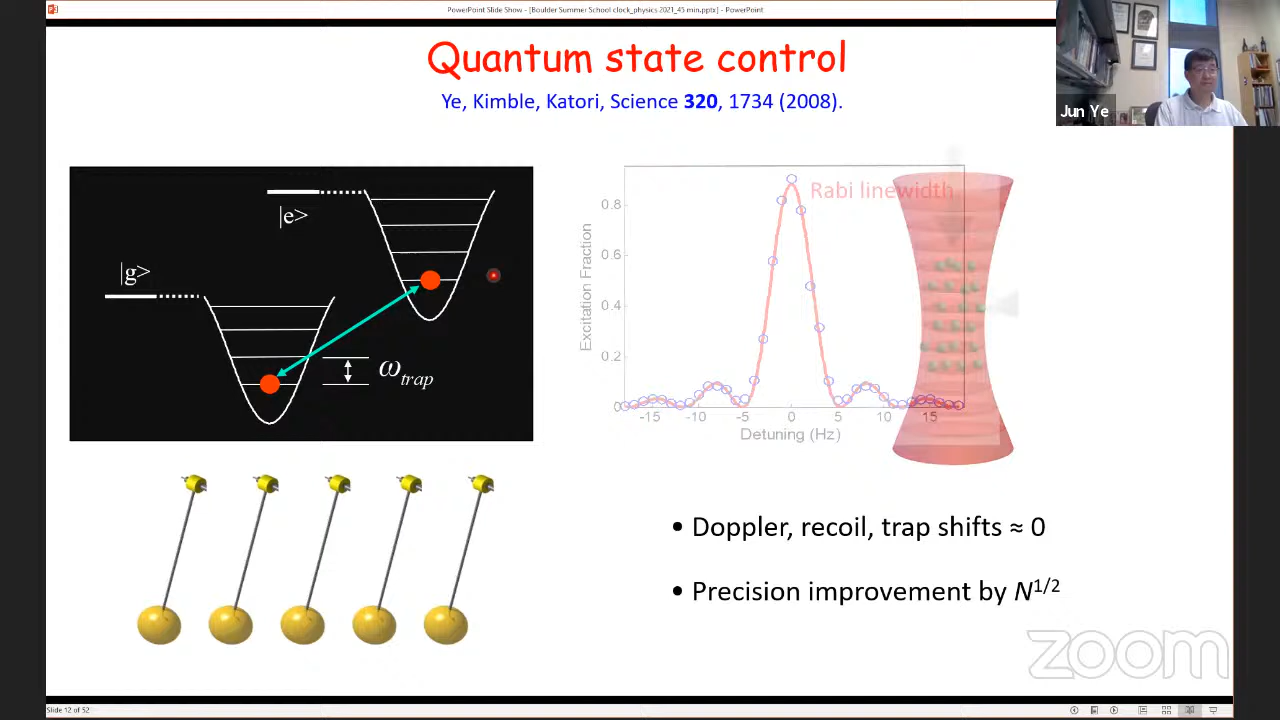 PowerPoint Slide Show - [Boulder Summer School clock_physics 2021_45 min.pptx] - PowerPoint
Quantum state control
Ye, Kimble, Katori, Science 320, 1734 (2008).
Jun Ye
|e>
|g>
ωtrap
Rabi linewidth
Excitation Fraction
0.8
0.6
0.4
0.2
0
-15 -10 -5 0 5 10 15
Detuning (Hz)
• Doppler, recoil, trap shifts ≈ 0
• Precision improvement by N1/2
zoom
Slide 12 of 52